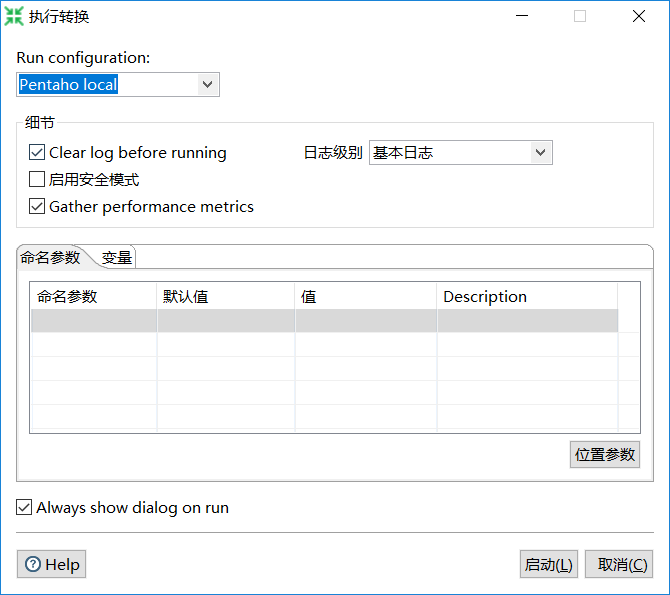 执行转换
Run configuration:
Pentaho local
细节
Clear log before running 日志级别 基本日志
启用安全模式
Gather performance metrics
命名参数 变量
命名参数 默认值 值 Description
位置参数
Always show dialog on run
Help 启动(L) 取消(C)